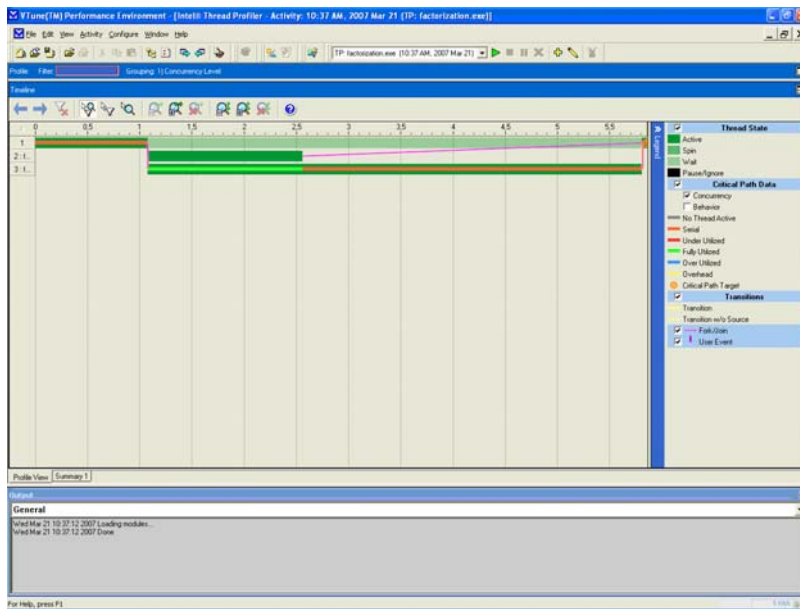 VTune(TM) Performance Environment - [Intel® Thread Profiler - Activity: 10:37 AM, 2007 Mar 21 (TP: factorization.exe)]
File Edit View Activity Configure Window Help
TP: factorization.exe (10:37 AM, 2007 Mar 21)
Profile Filter: Grouping: 1) Concurrency Level
Timeline
0 0.5 1 1.5 2 2.5 3 3.5 4 4.5 5 5.5
1
2: t..
3: t..
Legend
Thread State
Active
Spin
Wait
Pause/Ignore
Critical Path Data
Concurrency
Behavior
No Thread Active
Serial
Under Utilized
Fully Utilized
Over Utilized
Overhead
Critical Path Target
Transitions
Transition
Transition w/o Source
Fork/Join
User Event
Profile View Summary 1
Output
General
Wed Mar 21 10:37:12 2007 Loading modules...
Wed Mar 21 10:37:12 2007 Done
For Help, press F1